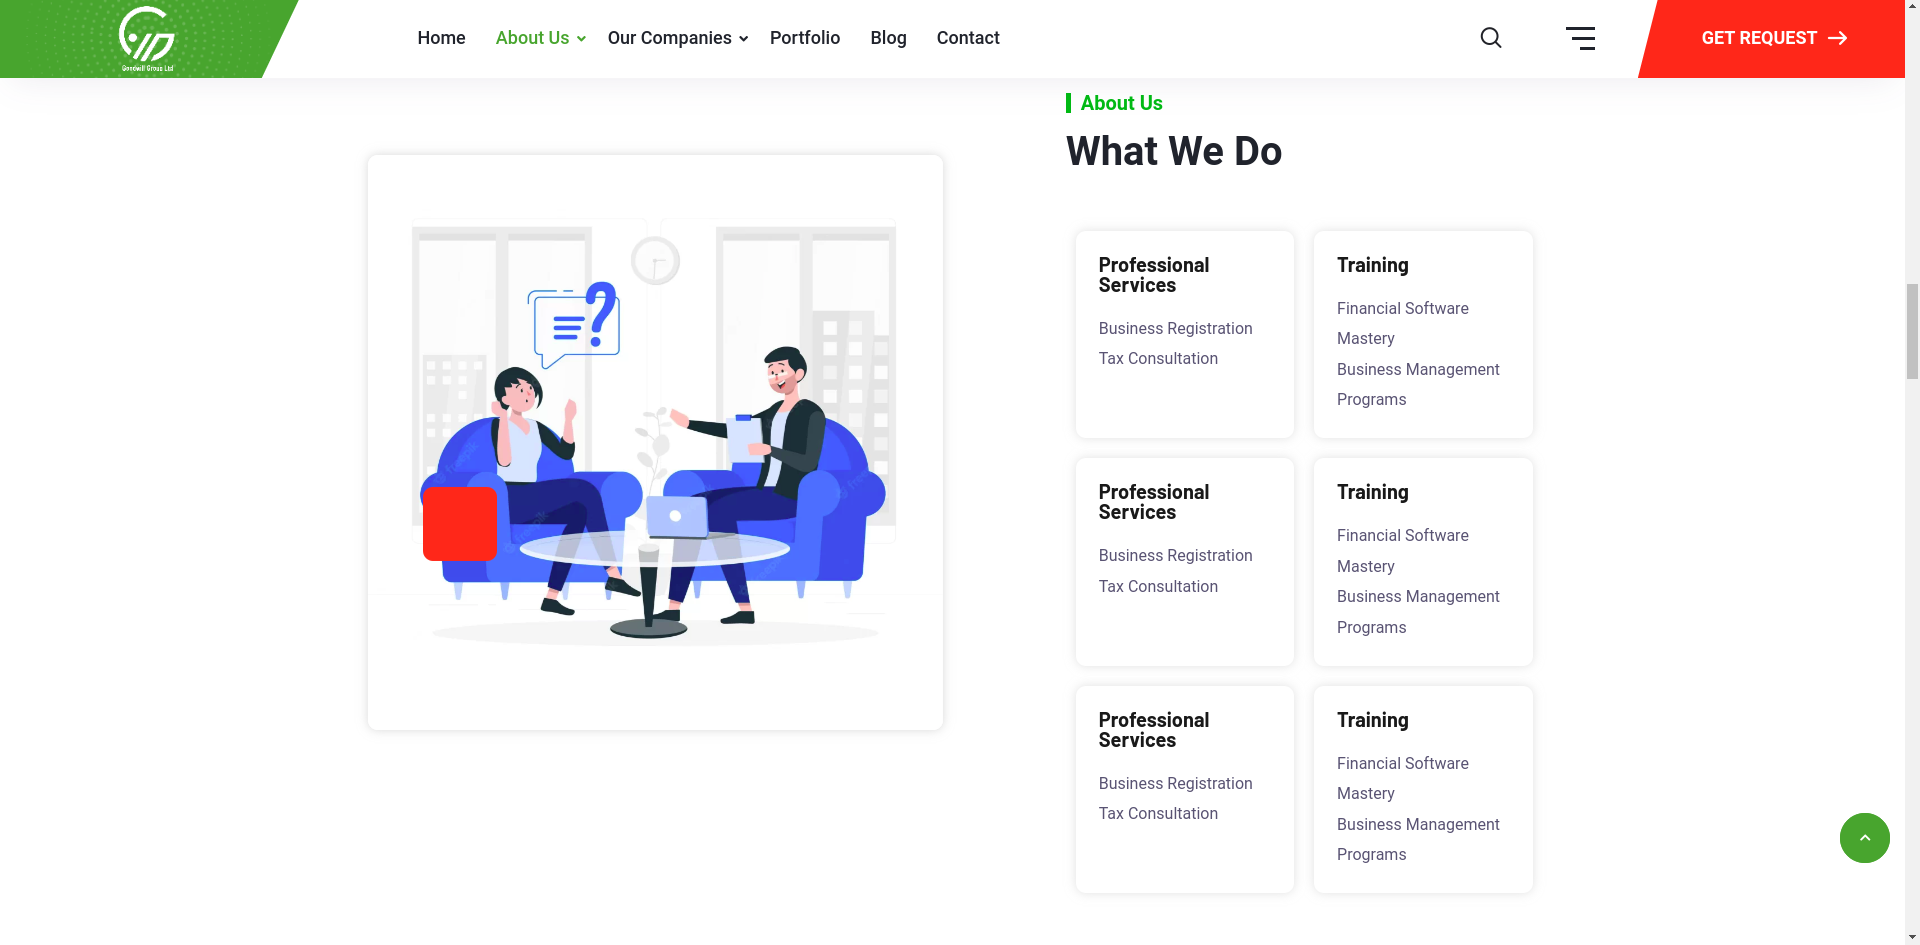 Goodwill Group Ltd
Home
About Us
Our Companies
Portfolio
Blog
Contact
GET REQUEST
About Us
What We Do
Professional
Services
Business Registration
Tax Consultation
Training
Financial Software
Mastery
Business Management
Programs
Professional
Services
Business Registration
Tax Consultation
Training
Financial Software
Mastery
Business Management
Programs
Professional
Services
Business Registration
Tax Consultation
Training
Financial Software
Mastery
Business Management
Programs
?